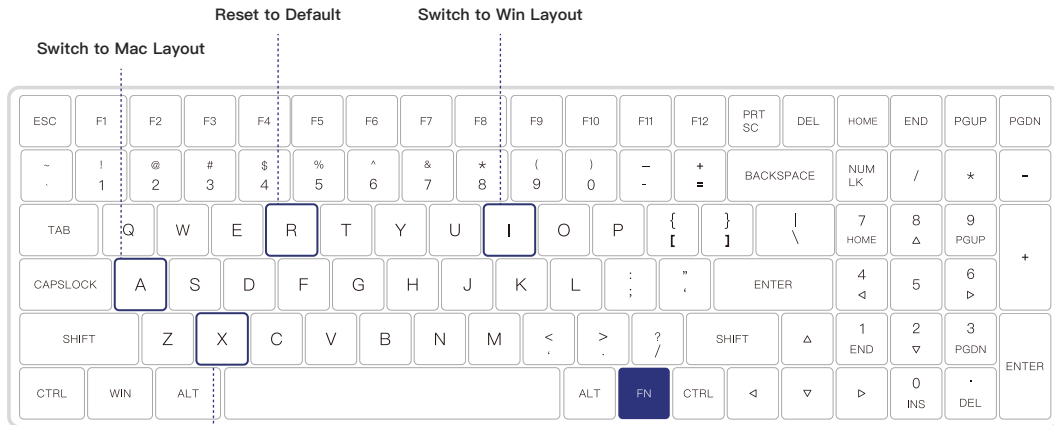 Reset to Default
Switch to Win Layout
Switch to Mac Layout
ESC F1 F2 F3 F4 F5 F6 F7 F8 F9 F10 F11 F12 PRT SC DEL HOME END PGUP PGDN
~ . ! 1 @ 2 # 3 $ 4 % 5 ^ 6 & 7 * 8 ( 9 ) 0 — - + = BACKSPACE NUM LK / * -
TAB Q W E R T Y U I O P { [ } ] | \ 7 HOME 8 △ 9 PGUP +
CAPSLOCK A S D F G H J K L : ; ” ‘ ENTER 4 ◁ 5 6 ▷
SHIFT Z X C V B N M < ‘ > . ? / SHIFT △ 1 END 2 ▽ 3 PGDN ENTER
CTRL WIN ALT ALT FN CTRL ◁ ▽ ▷ 0 INS · DEL